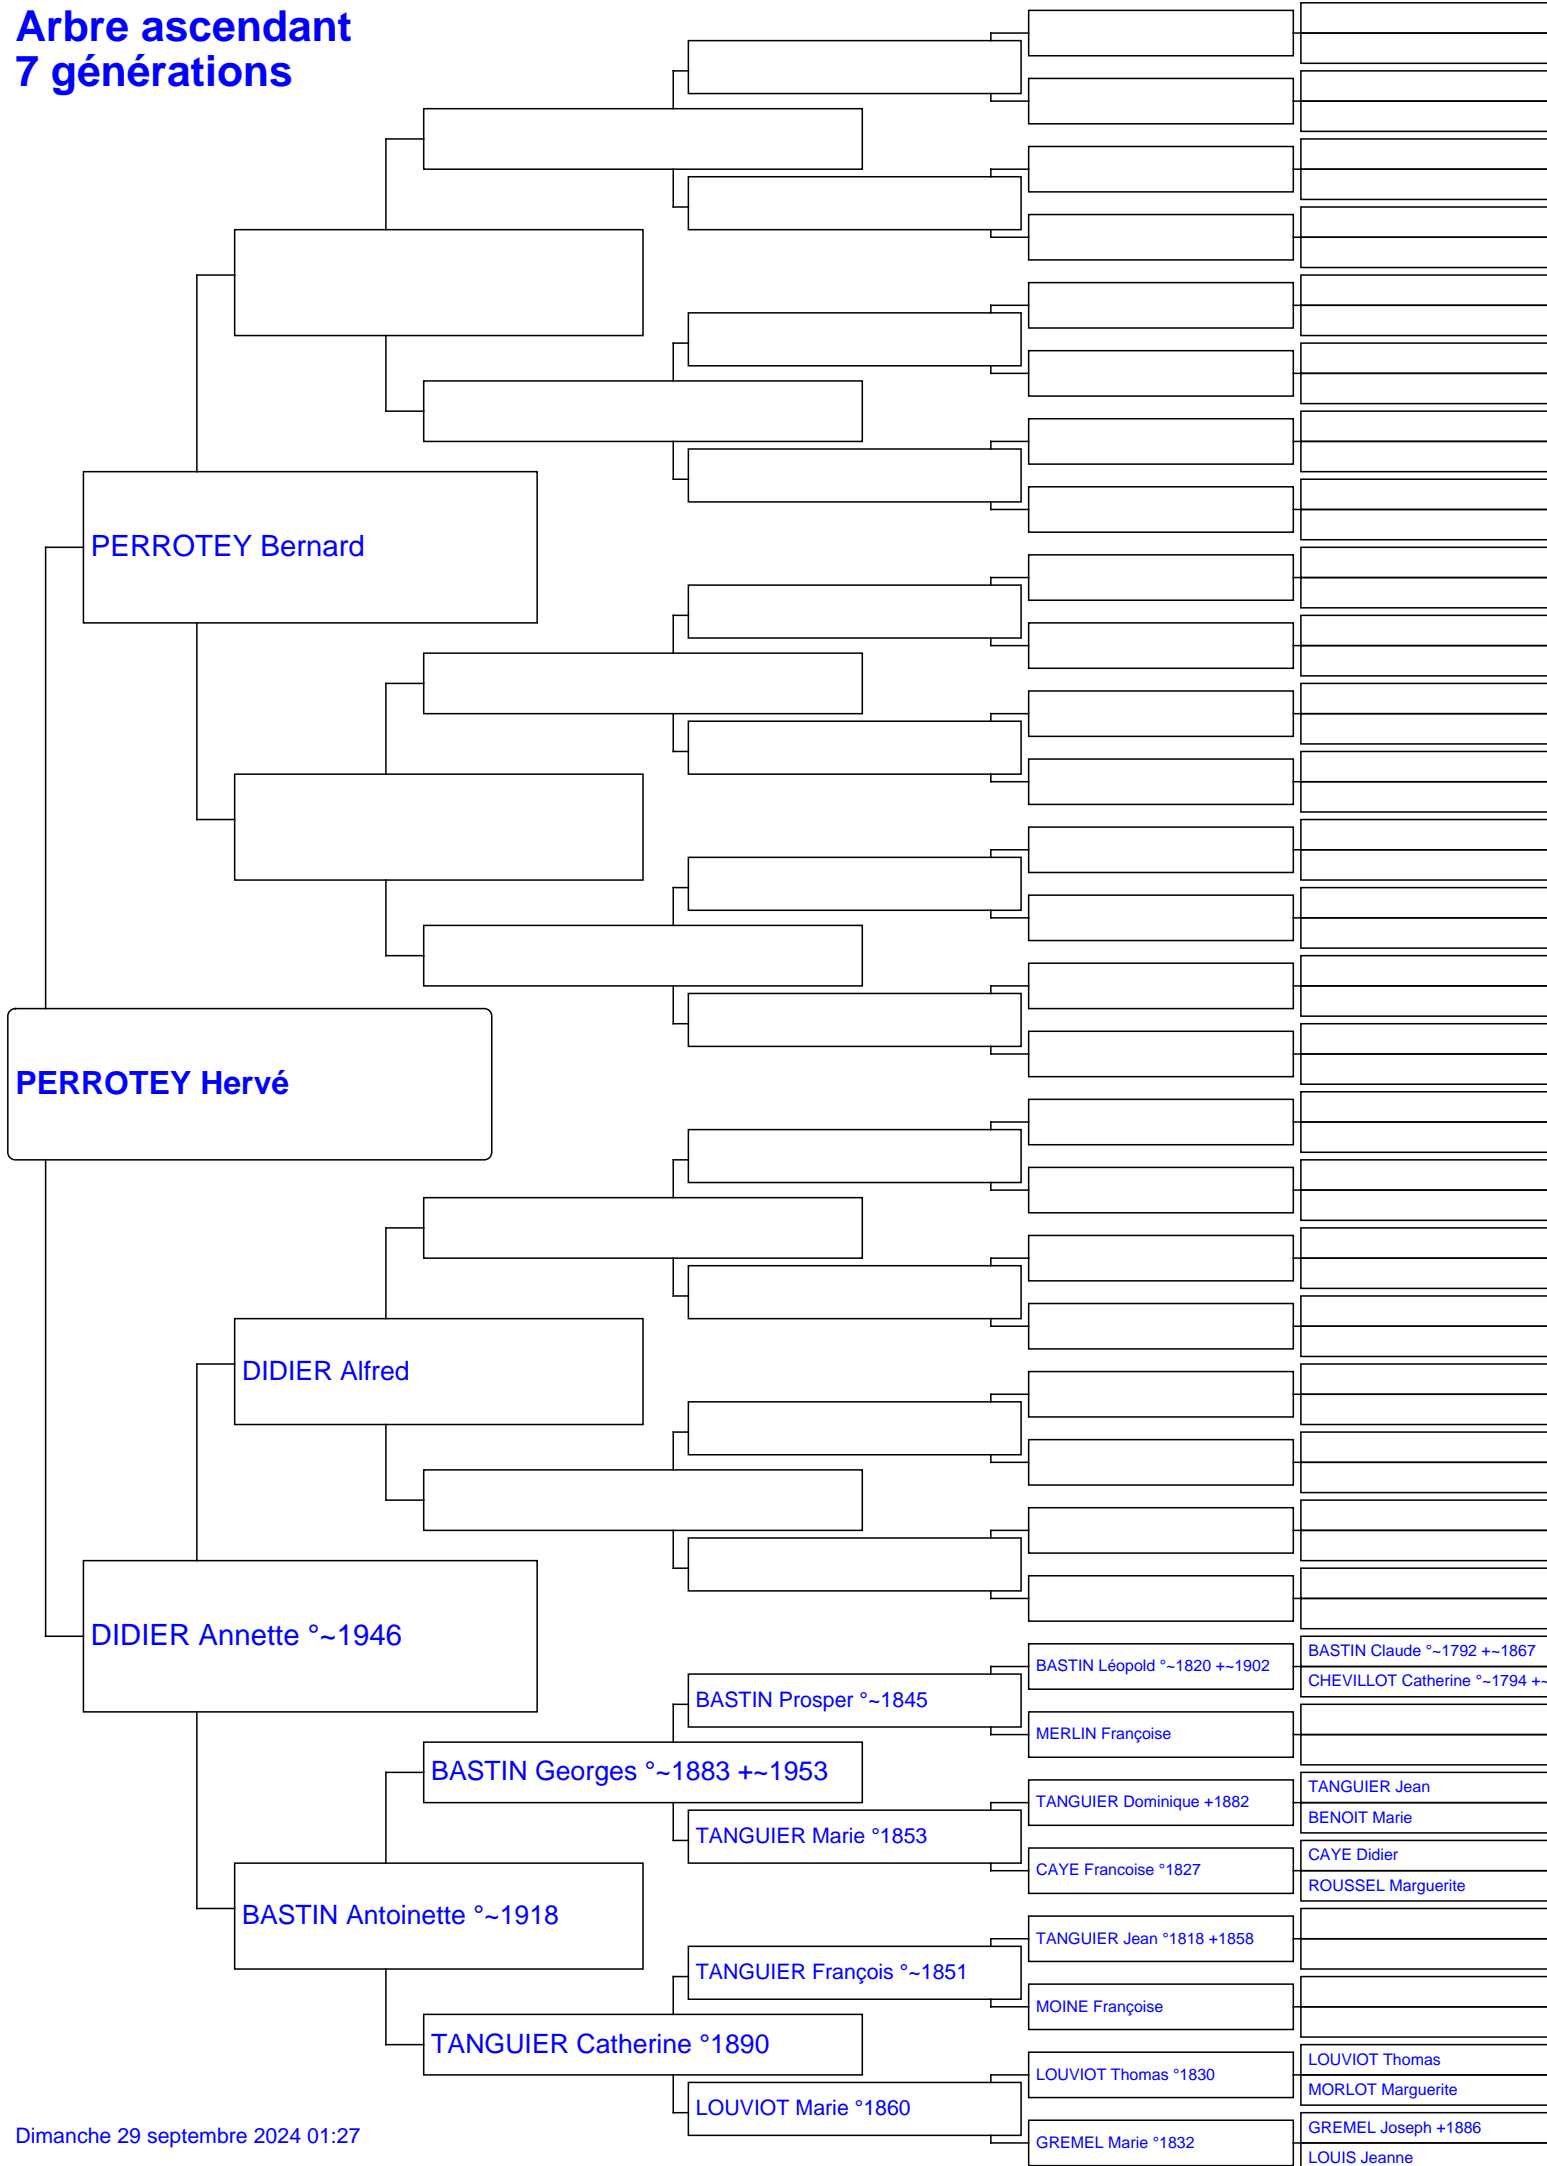 Arbre ascendant
7 générations
PERROTEY Bernard
PERROTEY Hervé
DIDIER Alfred
DIDIER Annette °~1946
BASTIN Léopold °~1820 +~1902
BASTIN Claude °~1792 +~1867
CHEVILLOT Catherine °~1794 +~
BASTIN Prosper °~1845
MERLIN Françoise
BASTIN Georges °~1883 +~1953
TANGUIER Dominique +1882
TANGUIER Jean
BENOIT Marie
TANGUIER Marie °1853
CAYE Francoise °1827
CAYE Didier
ROUSSEL Marguerite
BASTIN Antoinette °~1918
TANGUIER Jean °1818 +1858
TANGUIER François °~1851
MOINE Françoise
TANGUIER Catherine °1890
LOUVIOT Thomas °1830
LOUVIOT Thomas
MORLOT Marguerite
LOUVIOT Marie °1860
GREMEL Marie °1832
GREMEL Joseph +1886
LOUIS Jeanne
Dimanche 29 septembre 2024 01:27